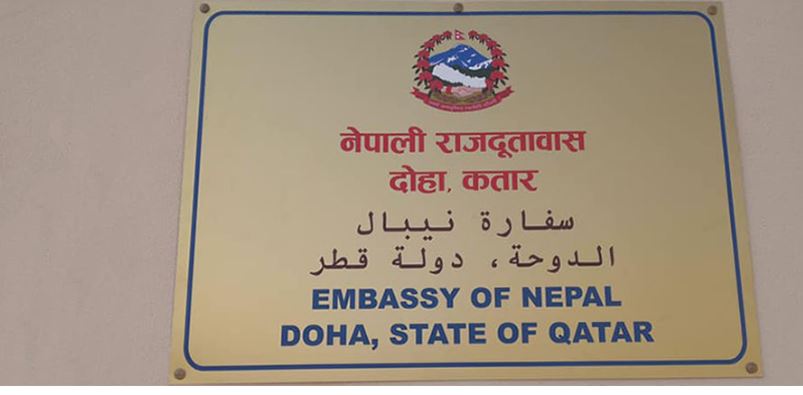 नेपाली राजदूतावास
दोहा, कतार
سفارة نيبال
الدوحة، دولة قطر
EMBASSY OF NEPAL
DOHA, STATE OF QATAR